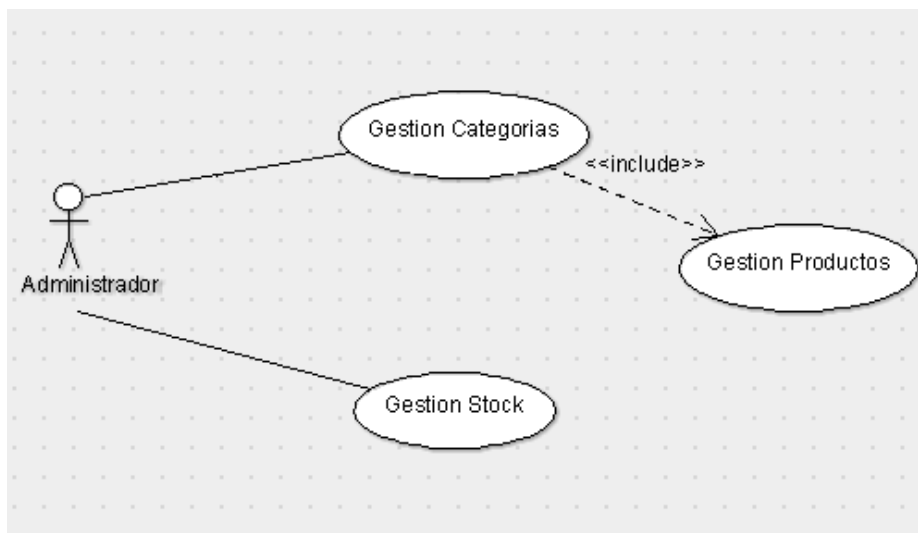 Gestion Categorias
<<include>>
Gestion Productos
Administrador
Gestion Stock